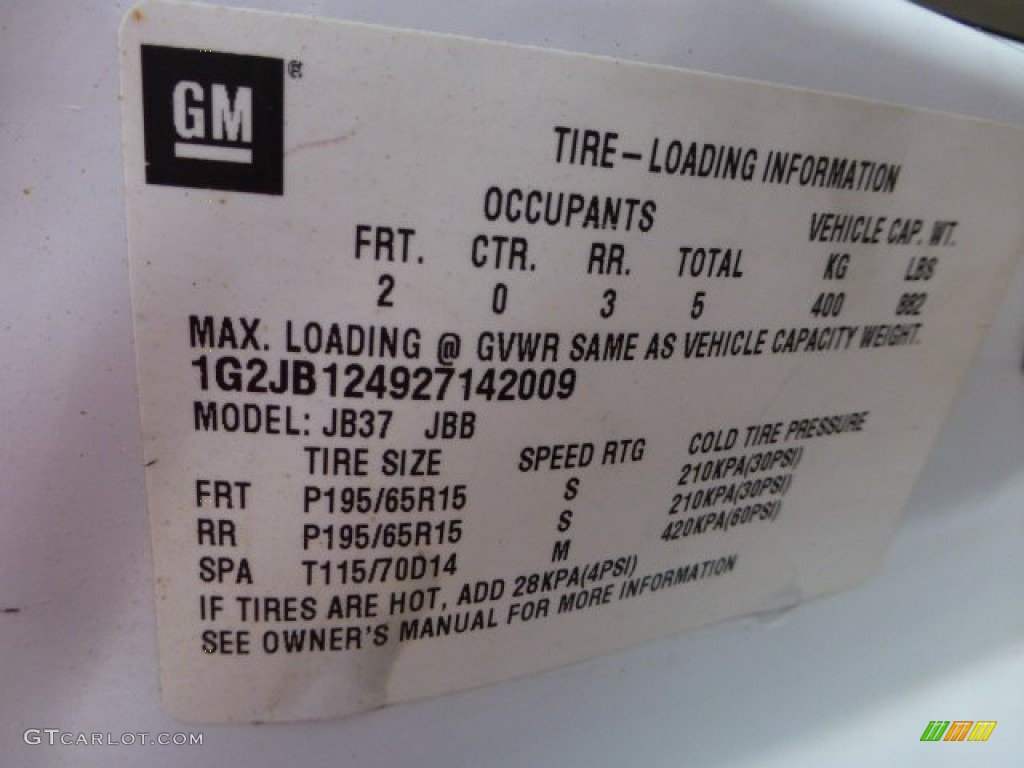 GM ®
TIRE–LOADING INFORMATION
OCCUPANTS VEHICLE CAP. WT.
FRT. CTR. RR. TOTAL KG LBS
2 0 3 5 400 882
MAX. LOADING @ GVWR SAME AS VEHICLE CAPACITY WEIGHT.
1G2JB124927142009
MODEL: JB37 JBB
TIRE SIZE SPEED RTG COLD TIRE PRESSURE
FRT P195/65R15 S 210KPA(30PSI)
RR P195/65R15 S 210KPA(30PSI)
SPA T115/70D14 M 420KPA(60PSI)
IF TIRES ARE HOT, ADD 28KPA(4PSI)
SEE OWNER'S MANUAL FOR MORE INFORMATION
GTCARLOT.COM